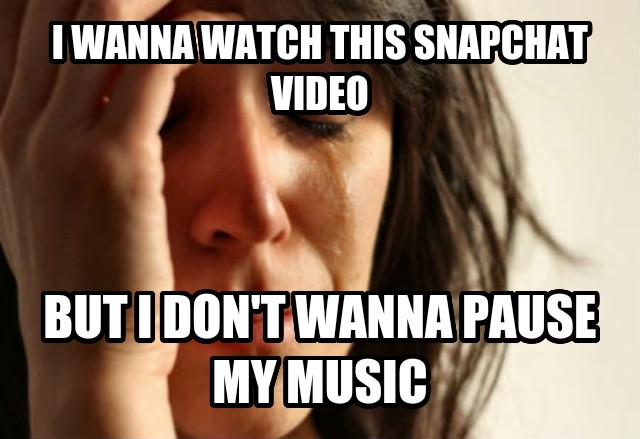 I WANNA WATCH THIS SNAPCHAT
VIDEO
BUT I DON'T WANNA PAUSE
MY MUSIC